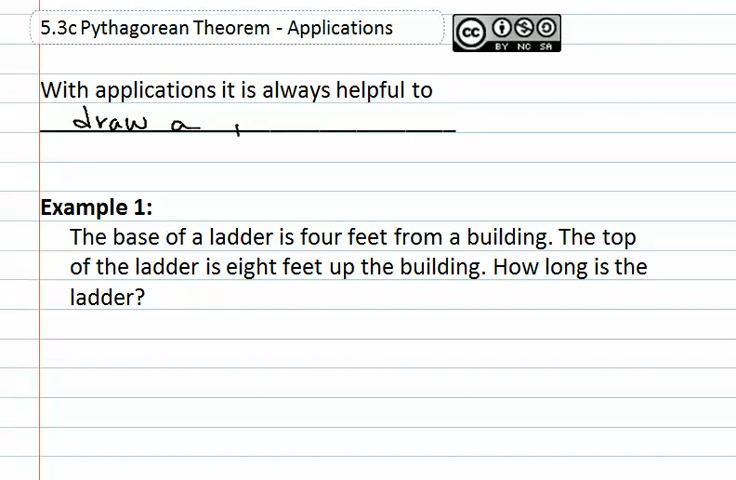 5.3c Pythagorean Theorem - Applications
cc BY NC SA
With applications it is always helpful to
draw a
Example 1:
The base of a ladder is four feet from a building. The top
of the ladder is eight feet up the building. How long is the
ladder?